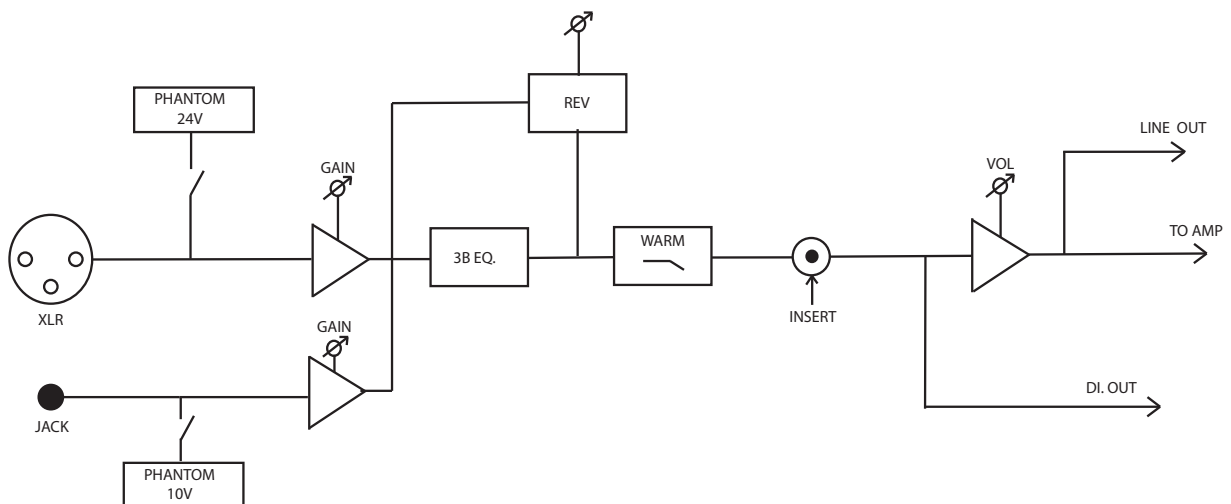 PHANTOM
24V
REV
LINE OUT
GAIN
VOL
TO AMP
3B EQ.
WARM
XLR
INSERT
GAIN
JACK
DI. OUT
PHANTOM
10V